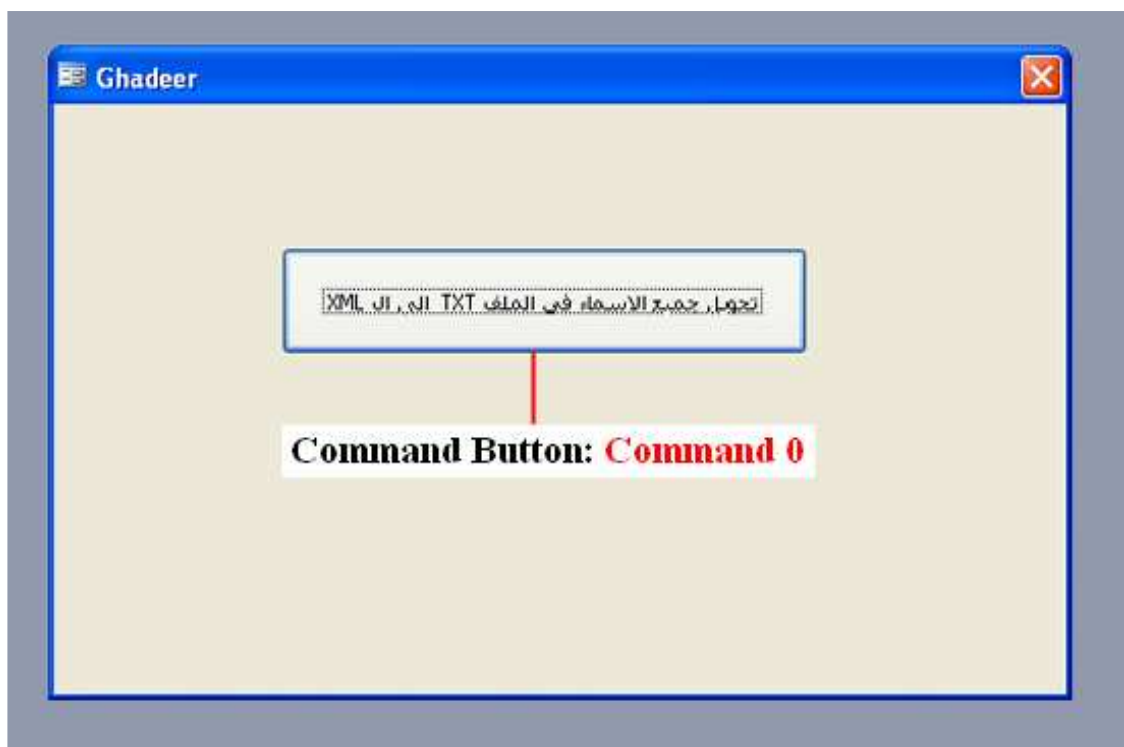 Ghadeer
تحويل جميع الاسماء في الملف TXT الى ال XML
Command Button: Command 0